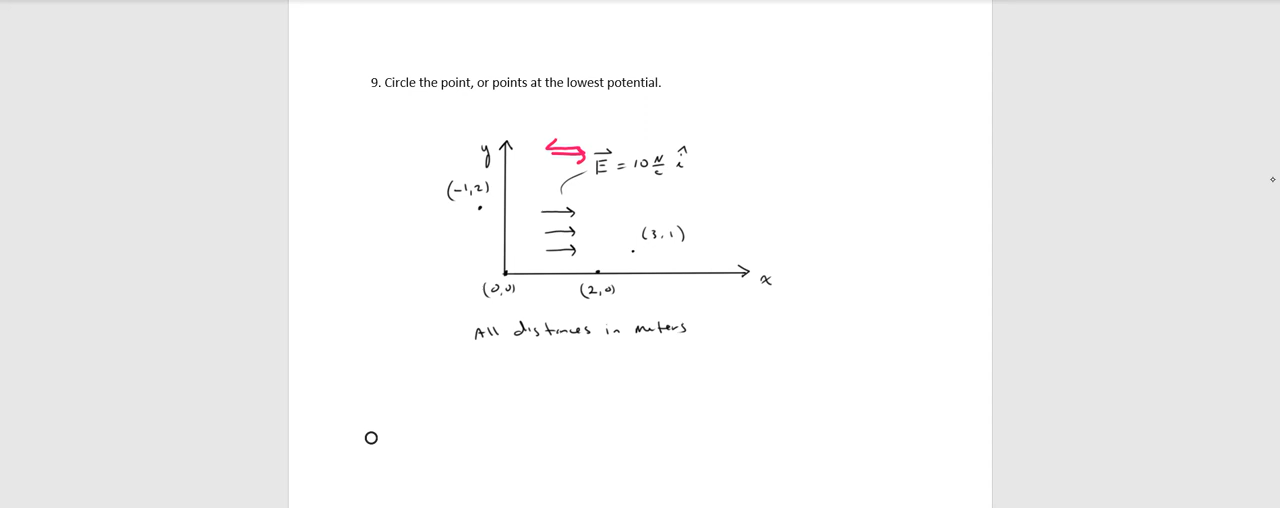 9. Circle the point, or points at the lowest potential.
y
E = 10 N/C i
(-1,2)
(3,1)
(0,0)
(2,0)
x
All distances in meters